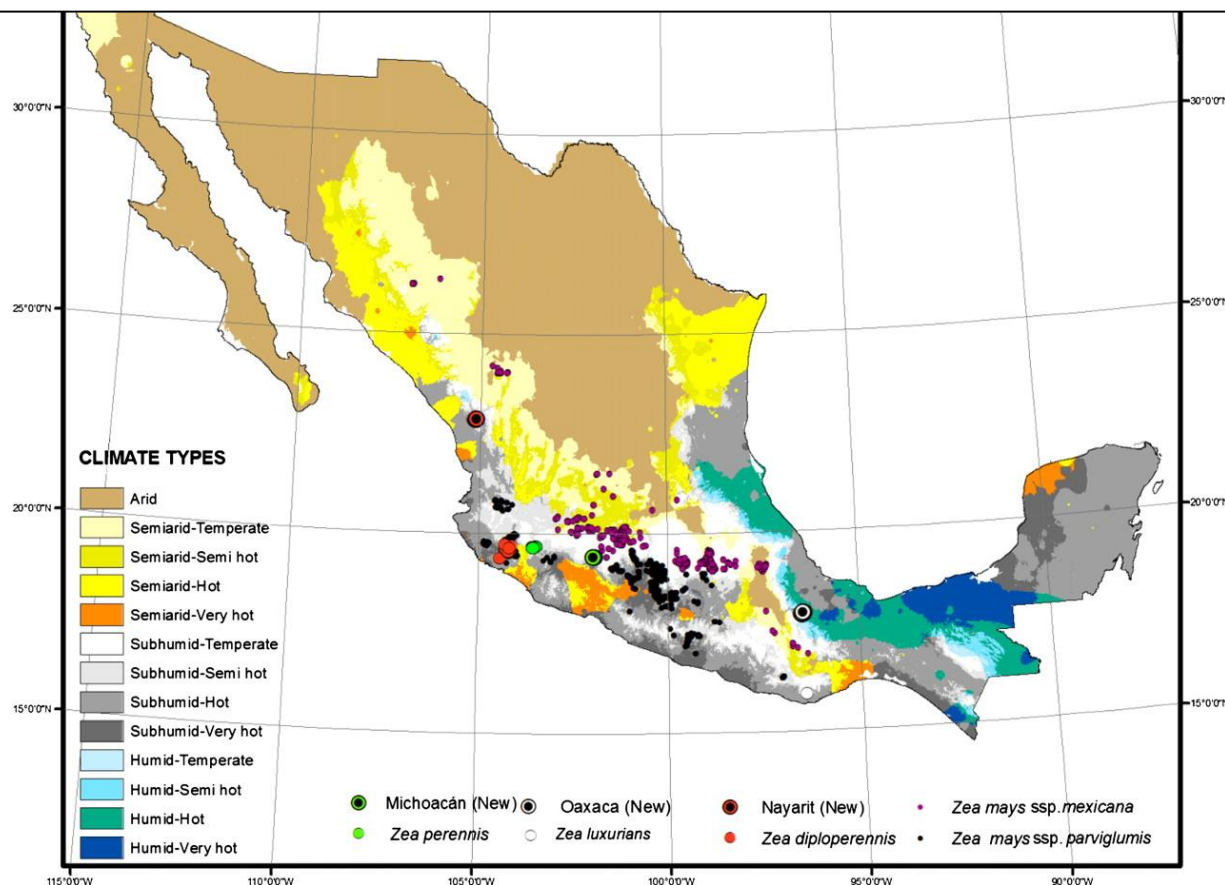 30°0'0"N
30°0'0"N
25°0'0"N
25°0'0"N
CLIMATE TYPES
Arid
20°0'0"N
20°0'0"N
Semiarid-Temperate
Semiarid-Semi hot
Semiarid-Hot
Semiarid-Very hot
Subhumid-Temperate
Subhumid-Semi hot
Subhumid-Hot
15°0'0"N
15°0'0"N
Subhumid-Very hot
Humid-Temperate
Humid-Semi hot
Humid-Hot
Humid-Very hot
Michoacán (New) Oaxaca (New) Nayarit (New) Zea mays ssp. mexicana
Zea perennis Zea luxurians Zea diploperennis Zea mays ssp. parviglumis
115°0'0"W 110°0'0"W 105°0'0"W 100°0'0"W 95°0'0"W 90°0'0"W